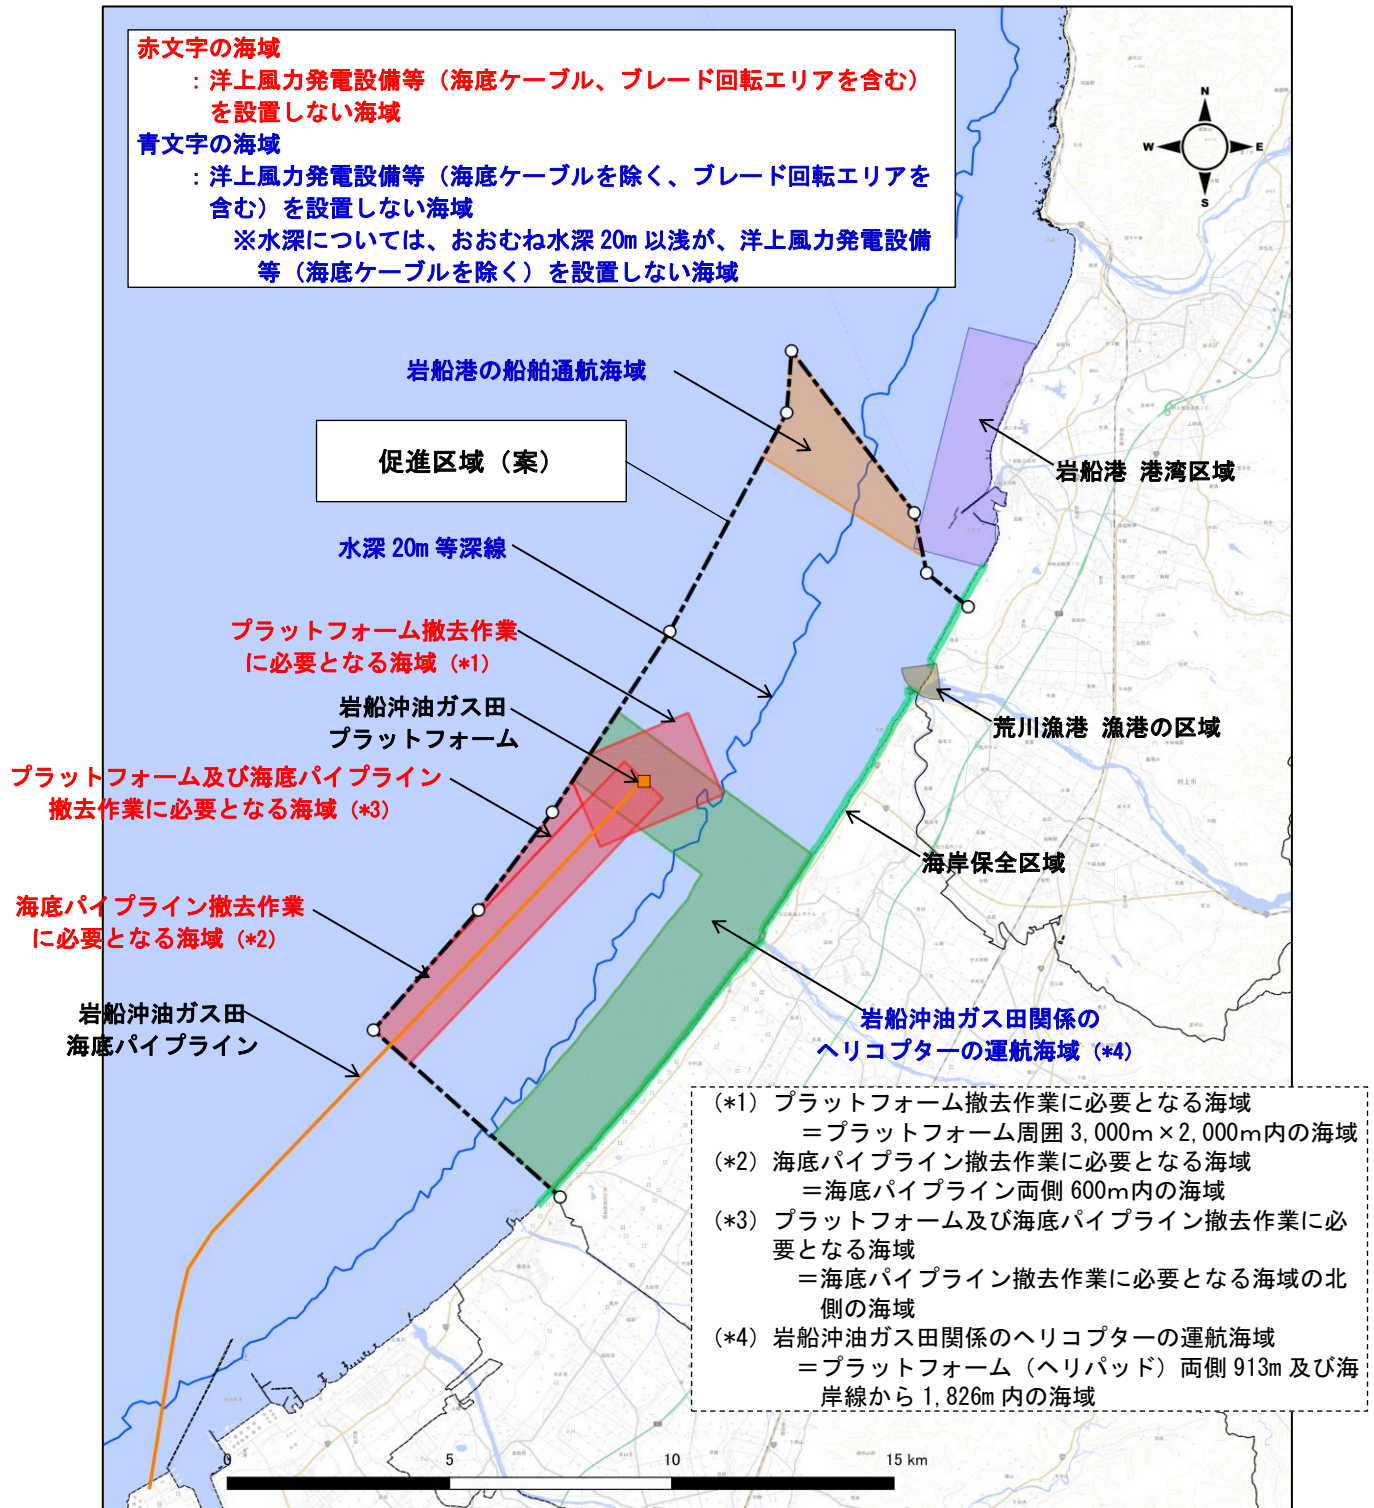 赤文字の海域
：洋上風力発電設備等（海底ケーブル、ブレード回転エリアを含む）
を設置しない海域
青文字の海域
：洋上風力発電設備等（海底ケーブルを除く、ブレード回転エリアを
含む）を設置しない海域
※水深については、おおむね水深 20m 以浅が、洋上風力発電設備
等（海底ケーブルを除く）を設置しない海域
N
W
E
S
岩船港の船舶通航海域
促進区域（案）
岩船港 港湾区域
水深 20m 等深線
プラットフォーム撤去作業
に必要となる海域（*1）
岩船沖油ガス田
プラットフォーム
荒川漁港 漁港の区域
プラットフォーム及び海底パイプライン
撤去作業に必要となる海域（*3）
海岸保全区域
海底パイプライン撤去作業
に必要となる海域（*2）
岩船沖油ガス田
海底パイプライン
岩船沖油ガス田関係の
ヘリコプターの運航海域（*4）
（*1）プラットフォーム撤去作業に必要となる海域
＝プラットフォーム周囲 3,000ｍ×2,000ｍ内の海域
（*2）海底パイプライン撤去作業に必要となる海域
＝海底パイプライン両側 600ｍ内の海域
（*3）プラットフォーム及び海底パイプライン撤去作業に必
要となる海域
＝海底パイプライン撤去作業に必要となる海域の北
側の海域
（*4）岩船沖油ガス田関係のヘリコプターの運航海域
＝プラットフォーム（ヘリパッド）両側 913m 及び海
岸線から 1,826m 内の海域
0 5 10 15 km